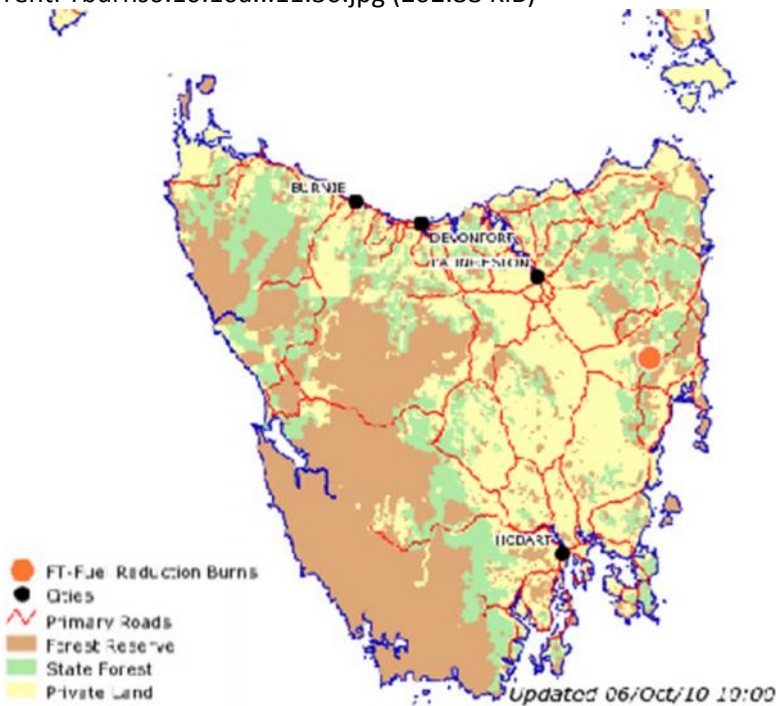 BURNIE
DEVONPORT
LAUNCESTON
HOBART
FT-Fuel Reduction Burns
Cities
Primary Roads
Forest Reserve
State Forest
Private Land
Updated 06/Oct/10 10:00